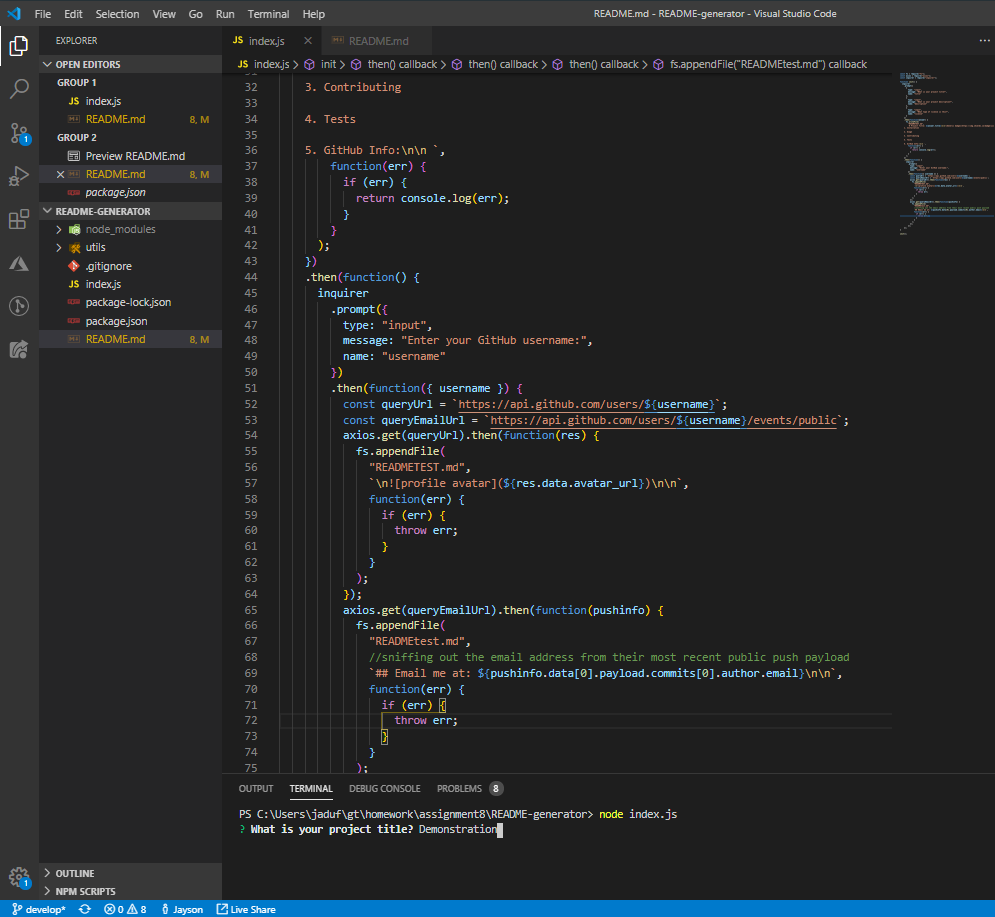 File Edit Selection View Go Run Terminal Help README.md - README-generator - Visual Studio Code
EXPLORER
OPEN EDITORS
GROUP 1
JS index.js
README.md 8, M
GROUP 2
Preview README.md
README.md 8, M
package.json
README-GENERATOR
node_modules
utils
.gitignore
JS index.js
package-lock.json
package.json
README.md 8, M
OUTLINE
NPM SCRIPTS
1
1
JS index.js × README.md ...
JS index.js > init > then() callback > then() callback > then() callback > fs.appendFile("READMEtest.md") callback
32 3. Contributing
33
34 4. Tests
35
36 5. GitHub Info:\n\n `,
37 function(err) {
38 if (err) {
39 return console.log(err);
40 }
41 }
42 );
43 })
44 .then(function() {
45 inquirer
46 .prompt({
47 type: "input",
48 message: "Enter your GitHub username:",
49 name: "username"
50 })
51 .then(function({ username }) {
52 const queryUrl = `https://api.github.com/users/${username}`;
53 const queryEmailUrl = `https://api.github.com/users/${username}/events/public`;
54 axios.get(queryUrl).then(function(res) {
55 fs.appendFile(
56 "READMETEST.md",
57 `\n![profile avatar](${res.data.avatar_url})\n\n`,
58 function(err) {
59 if (err) {
60 throw err;
61 }
62 }
63 );
64 });
65 axios.get(queryEmailUrl).then(function(pushinfo) {
66 fs.appendFile(
67 "READMEtest.md",
68 //sniffing out the email address from their most recent public push payload
69 `## Email me at: ${pushinfo.data[0].payload.commits[0].author.email}\n\n`,
70 function(err) {
71 if (err) {
72 throw err;
73 }
74 }
75 );
OUTPUT TERMINAL DEBUG CONSOLE PROBLEMS 8
PS C:\Users\jaduf\gt\homework\assignment8\README-generator> node index.js
? What is your project title? Demonstration
develop* 0 8 Jayson Live Share